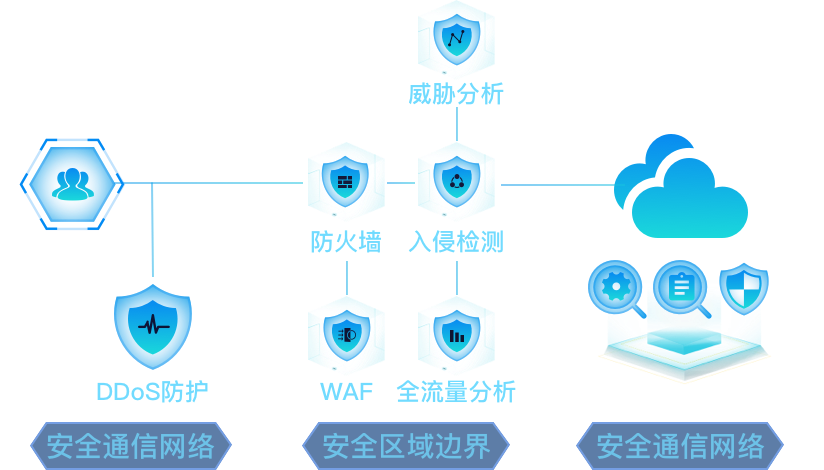 威胁分析
防火墙
入侵检测
DDoS防护
WAF
全流量分析
安全通信网络
安全区域边界
安全通信网络